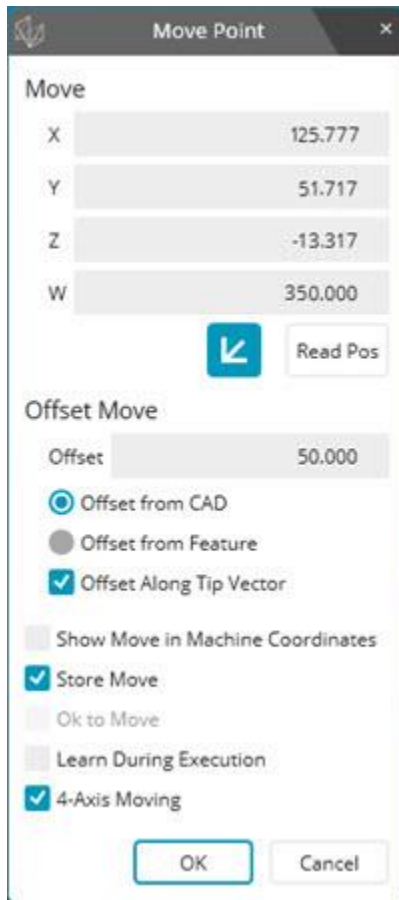 Move Point
Move
X 125.777
Y 51.717
Z -13.317
W 350.000
Read Pos
Offset Move
Offset 50.000
Offset from CAD
Offset from Feature
Offset Along Tip Vector
Show Move in Machine Coordinates
Store Move
Ok to Move
Learn During Execution
4-Axis Moving
OK Cancel